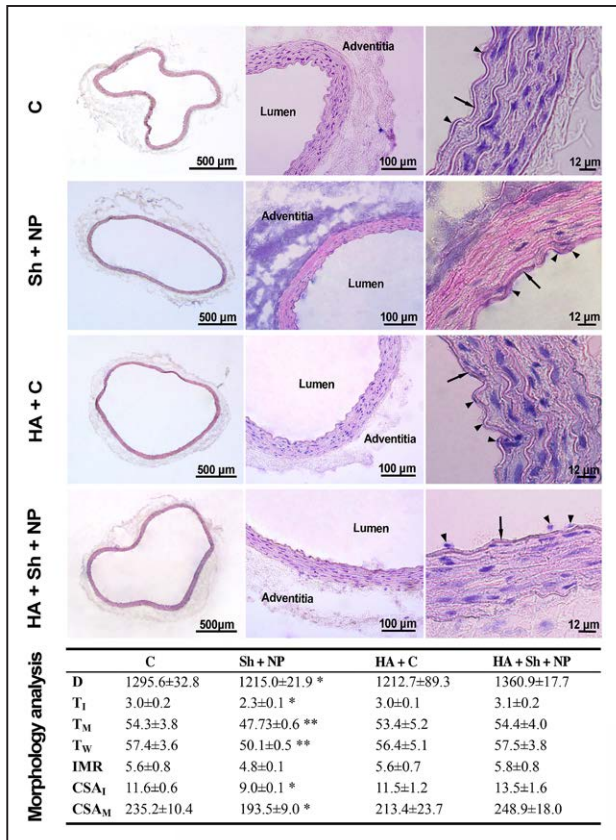 C
Adventitia
Lumen
500 µm
100 µm
12 µm
Sh + NP
Adventitia
Lumen
500 µm
100 µm
12 µm
HA + C
Lumen
Adventitia
500 µm
100 µm
12 µm
HA + Sh + NP
Lumen
Adventitia
500µm
100 µm
12 µm
Morphology analysis
C Sh + NP HA + C HA + Sh + NP
D 1295.6±32.8 1215.0±21.9 * 1212.7±89.3 1360.9±17.7
TI 3.0±0.2 2.3±0.1 * 3.0±0.1 3.1±0.2
TM 54.3±3.8 47.73±0.6 ** 53.4±5.2 54.4±4.0
TW 57.4±3.6 50.1±0.5 ** 56.4±5.1 57.5±3.8
IMR 5.6±0.8 4.8±0.1 5.6±0.7 5.8±0.8
CSAI 11.6±0.6 9.0±0.1 * 11.5±1.2 13.5±1.6
CSAM 235.2±10.4 193.5±9.0 * 213.4±23.7 248.9±18.0